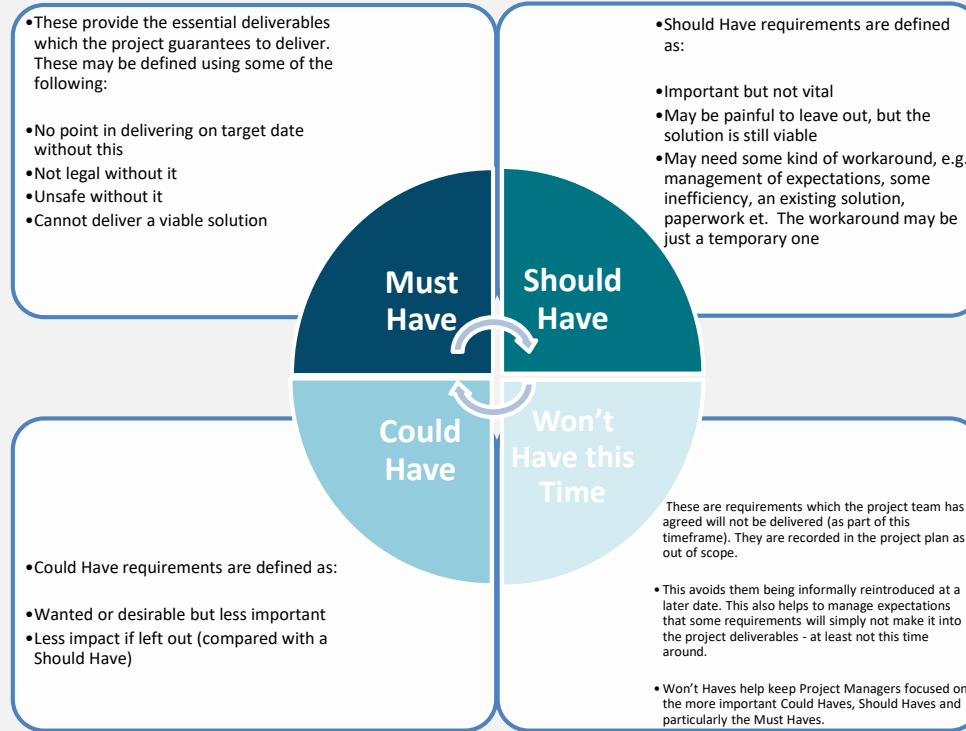 •These provide the essential deliverables
which the project guarantees to deliver.
These may be defined using some of the
following:
•No point in delivering on target date
without this
•Not legal without it
•Unsafe without it
•Cannot deliver a viable solution
•Should Have requirements are defined
as:
•Important but not vital
•May be painful to leave out, but the
solution is still viable
•May need some kind of workaround, e.g.
management of expectations, some
inefficiency, an existing solution,
paperwork et. The workaround may be
just a temporary one
Must
Have
Should
Have
Could
Have
Won't
Have this
Time
•Could Have requirements are defined as:
•Wanted or desirable but less important
•Less impact if left out (compared with a
Should Have)
These are requirements which the project team has
agreed will not be delivered (as part of this
timeframe). They are recorded in the project plan as
out of scope.
• This avoids them being informally reintroduced at a
later date. This also helps to manage expectations
that some requirements will simply not make it into
the project deliverables - at least not this time
around.
• Won't Haves help keep Project Managers focused on
the more important Could Haves, Should Haves and
particularly the Must Haves.